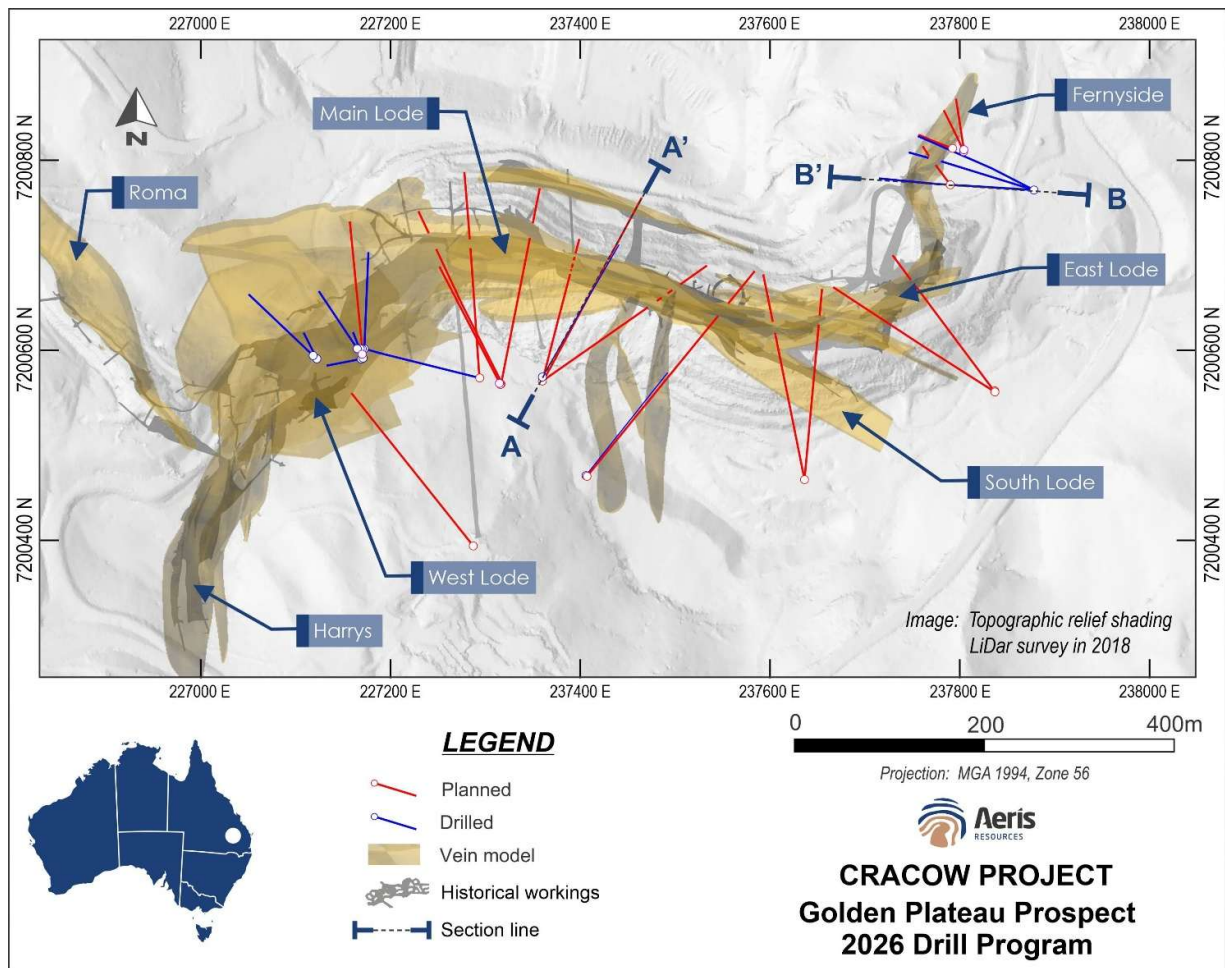 227000 E
227200 E
237400 E
237600 E
237800 E
238000 E
7200800 N
7200600 N
7200400 N
7200800 N
7200600 N
7200400 N
Main Lode
Fernyside
Roma
A'
B'
B
East Lode
A
South Lode
West Lode
Harrys
N
Image: Topographic relief shading
LiDar survey in 2018
227000 E
227200 E
237400 E
237600 E
237800 E
238000 E
LEGEND
Planned
Drilled
Vein model
Historical workings
Section line
0
200
400m
Projection: MGA 1994, Zone 56
Aeris
RESOURCES
CRACOW PROJECT
Golden Plateau Prospect
2026 Drill Program